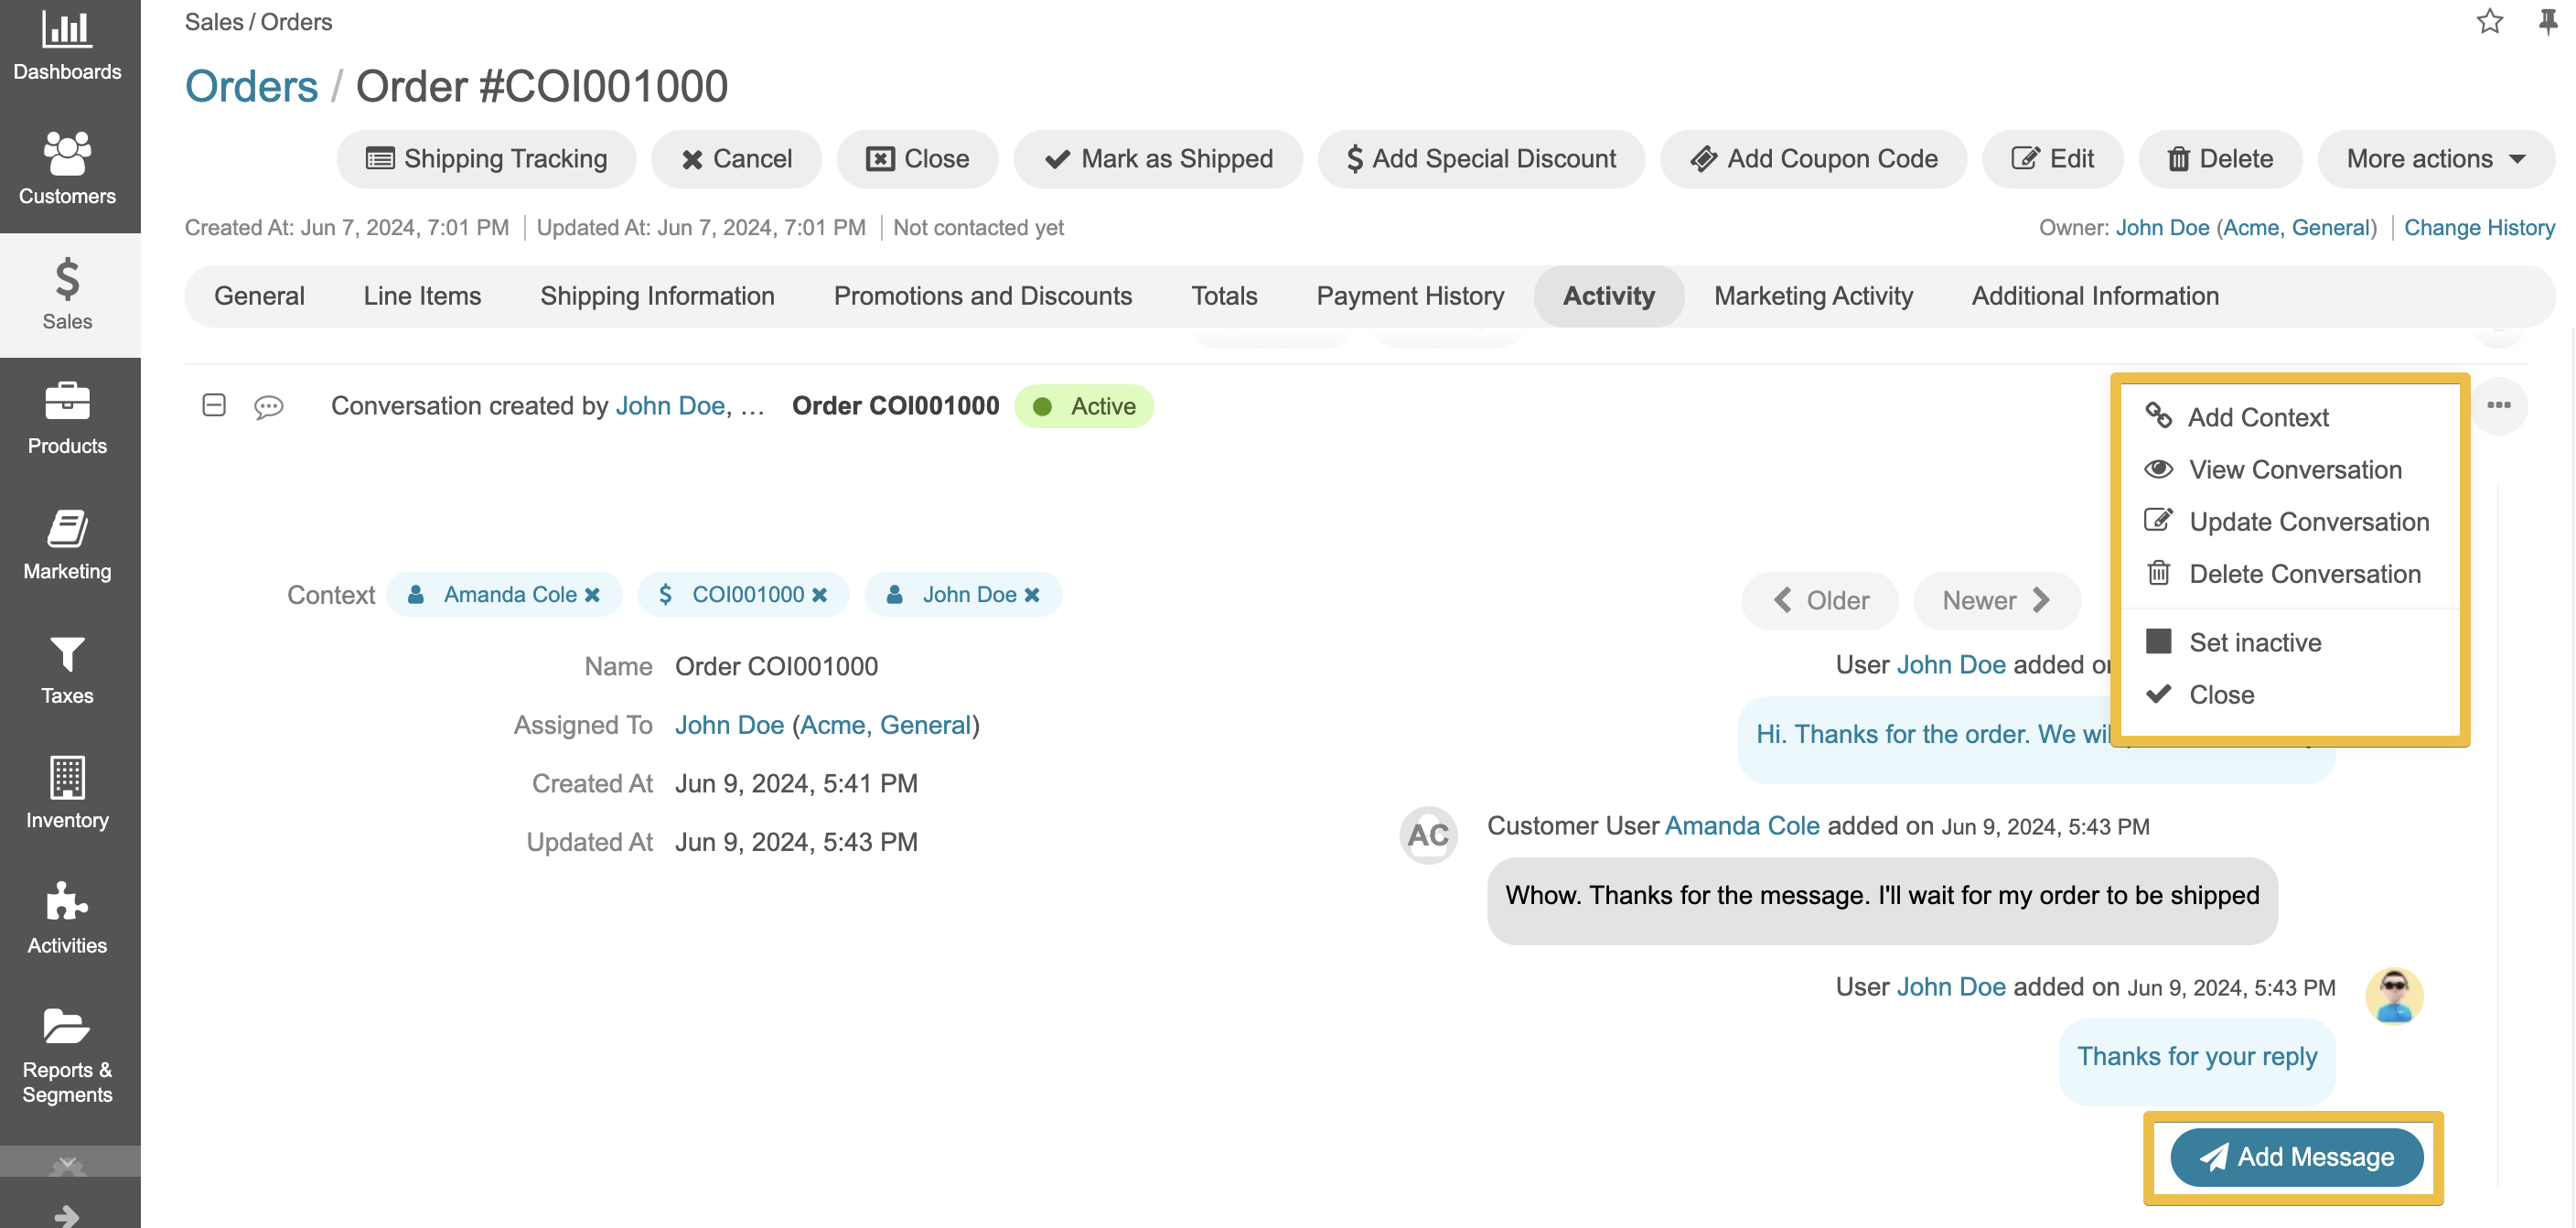 Dashboards
Customers
Sales
Products
Marketing
Taxes
Inventory
Activities
Reports &
Segments
Sales / Orders
Orders / Order #COI001000
Shipping Tracking Cancel Close Mark as Shipped Add Special Discount Add Coupon Code Edit Delete More actions
Created At: Jun 7, 2024, 7:01 PM Updated At: Jun 7, 2024, 7:01 PM Not contacted yet Owner: John Doe (Acme, General) Change History
General Line Items Shipping Information Promotions and Discounts Totals Payment History Activity Marketing Activity Additional Information
Conversation created by John Doe, … Order COI001000 Active
Add Context
View Conversation
Update Conversation
Delete Conversation
Set inactive
Close
Context Amanda Cole COI001000 John Doe
Name Order COI001000
Assigned To John Doe (Acme, General)
Created At Jun 9, 2024, 5:41 PM
Updated At Jun 9, 2024, 5:43 PM
Older Newer
User John Doe added
Hi. Thanks for the order. We
AC Customer User Amanda Cole added on Jun 9, 2024, 5:43 PM
Whow. Thanks for the message. I'll wait for my order to be shipped
User John Doe added on Jun 9, 2024, 5:43 PM
Thanks for your reply
Add Message